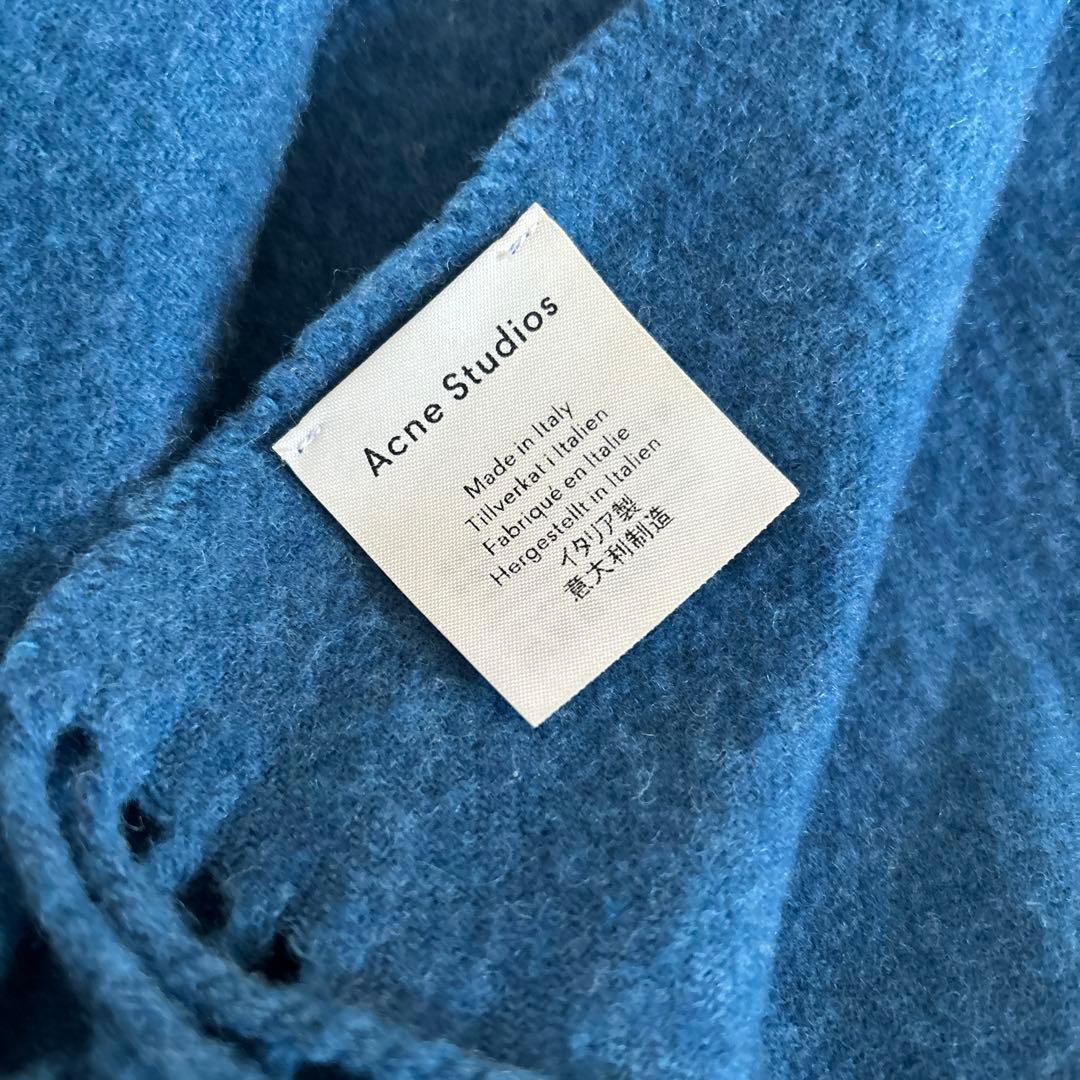 Acne Studios
Made in Italy
Tillverkat i Italien
Fabriqué en Italie
Hergestellt in Italien
イタリア製
意大利制造